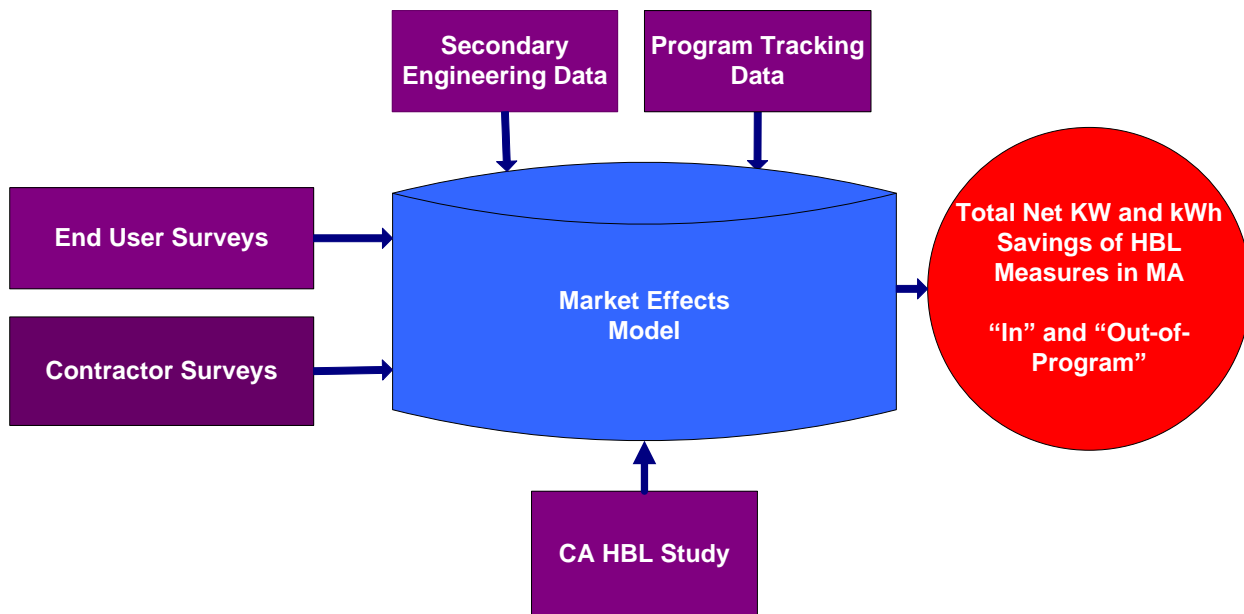 Secondary
Engineering Data
Program Tracking
Data
End User Surveys
Contractor Surveys
Market Effects
Model
Total Net KW and kWh
Savings of HBL
Measures in MA
“In” and “Out-of-
Program”
CA HBL Study